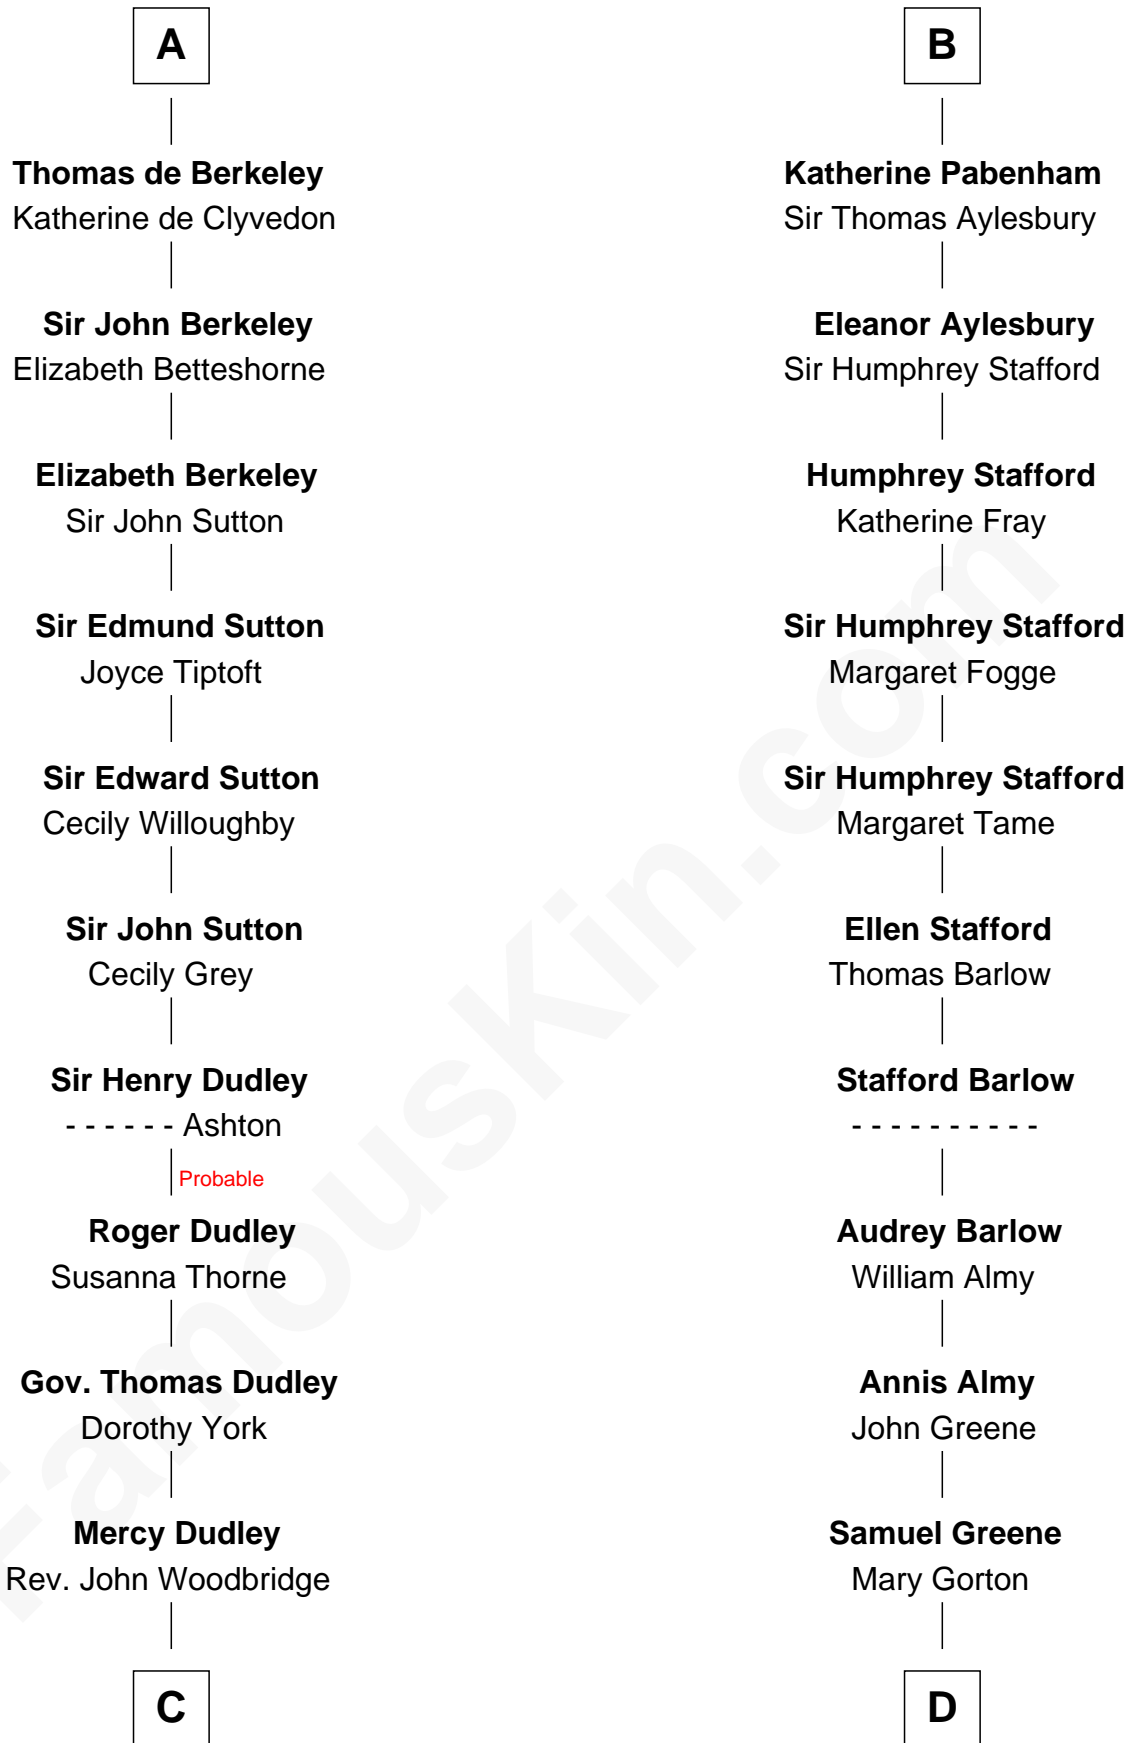 A
Thomas de Berkeley
Katherine de Clyvedon
Sir John Berkeley
Elizabeth Betteshorne
Elizabeth Berkeley
Sir John Sutton
Sir Edmund Sutton
Joyce Tiptoft
Sir Edward Sutton
Cecily Willoughby
Sir John Sutton
Cecily Grey
Sir Henry Dudley
- - - - - - Ashton
Probable
Roger Dudley
Susanna Thorne
Gov. Thomas Dudley
Dorothy York
Mercy Dudley
Rev. John Woodbridge
C
B
Katherine Pabenham
Sir Thomas Aylesbury
Eleanor Aylesbury
Sir Humphrey Stafford
Humphrey Stafford
Katherine Fray
Sir Humphrey Stafford
Margaret Fogge
Sir Humphrey Stafford
Margaret Tame
Ellen Stafford
Thomas Barlow
Stafford Barlow
- - - - - - - - - -
Audrey Barlow
William Almy
Annis Almy
John Greene
Samuel Greene
Mary Gorton
D
FamousKin.com